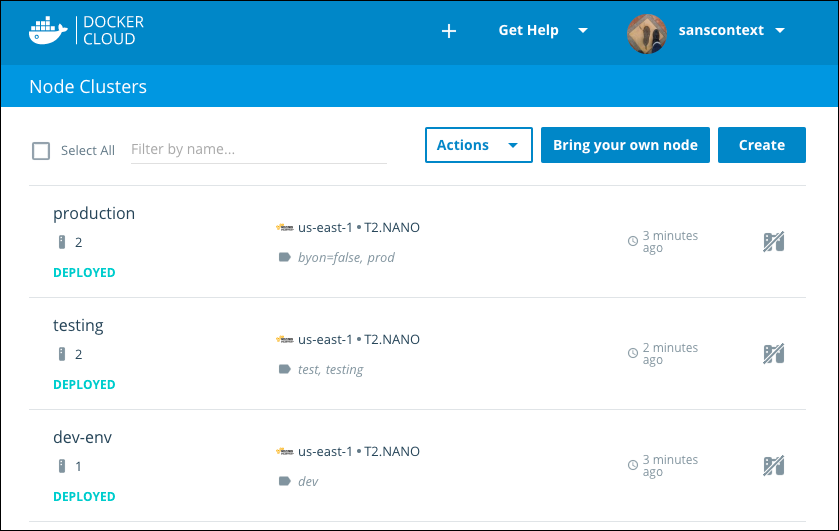 DOCKER
CLOUD
+ Get Help sanscontext
Node Clusters
Select All Filter by name... Actions Bring your own node Create
production
2
DEPLOYED
us-east-1 • T2.NANO
byon=false, prod
3 minutes
ago
testing
2
DEPLOYED
us-east-1 • T2.NANO
test, testing
2 minutes
ago
dev-env
1
DEPLOYED
us-east-1 • T2.NANO
dev
3 minutes
ago